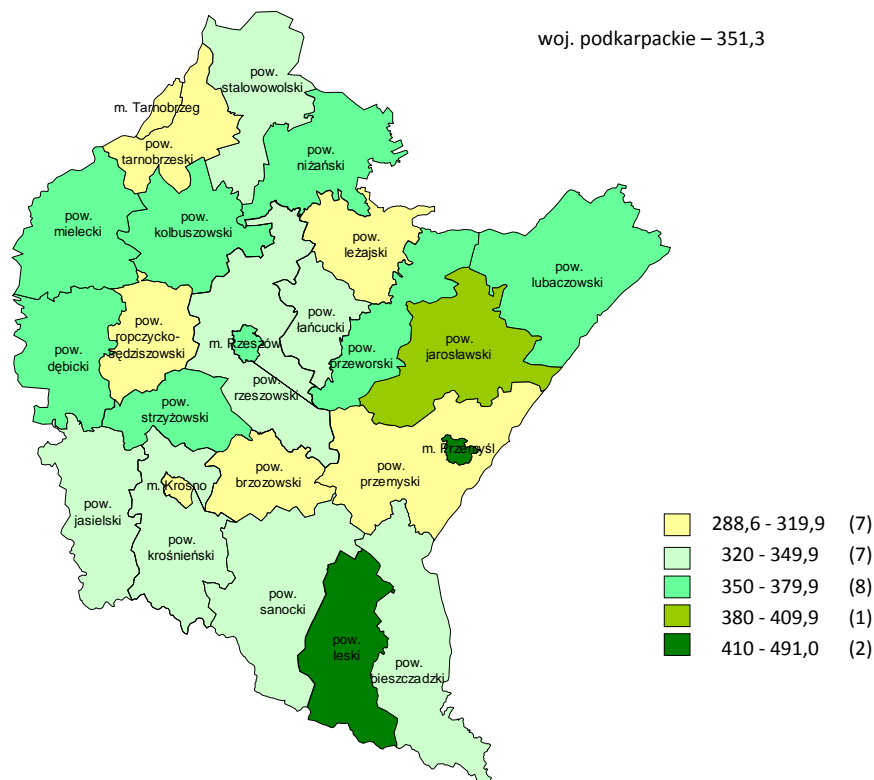 woj. podkarpackie – 351,3
pow.
stalowowolski
m. Tarnobrzeg
pow.
tarnobrzeski
pow.
niżański
pow.
mielecki
pow.
kolbuszowski
pow.
leżajski
pow.
lubaczowski
pow.
ropczycko-
sędziszowski
pow.
łańcucki
m. Rzeszów
pow.
dębicki
pow.
przeworski
pow.
jarosławski
pow.
rzeszowski
pow.
strzyżowski
m. Przemyśl
pow.
brzozowski
pow.
przemyski
m. Krosno
pow.
jasielski
pow.
krośnieński
pow.
sanocki
pow.
leski
pow.
bieszczadzki
288,6 - 319,9 (7)
320 - 349,9 (7)
350 - 379,9 (8)
380 - 409,9 (1)
410 - 491,0 (2)